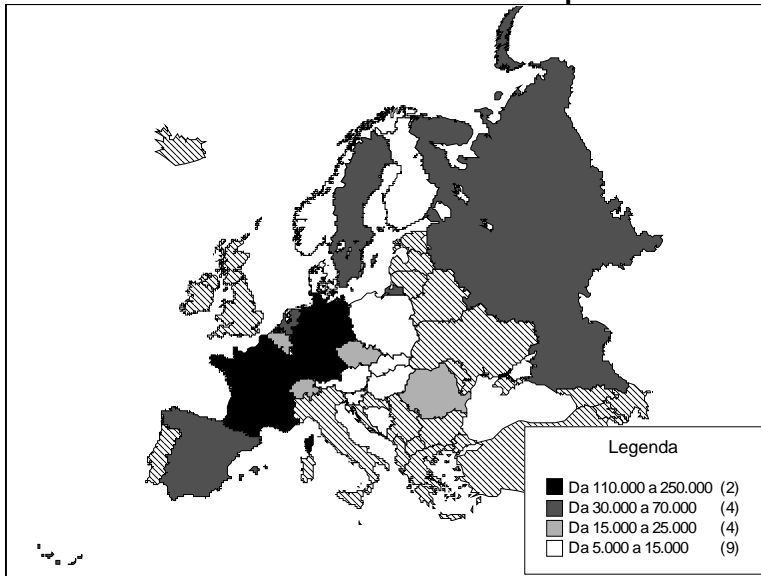 Legenda
Da 110.000 a 250.000 (2)
Da 30.000 a 70.000 (4)
Da 15.000 a 25.000 (4)
Da 5.000 a 15.000 (9)